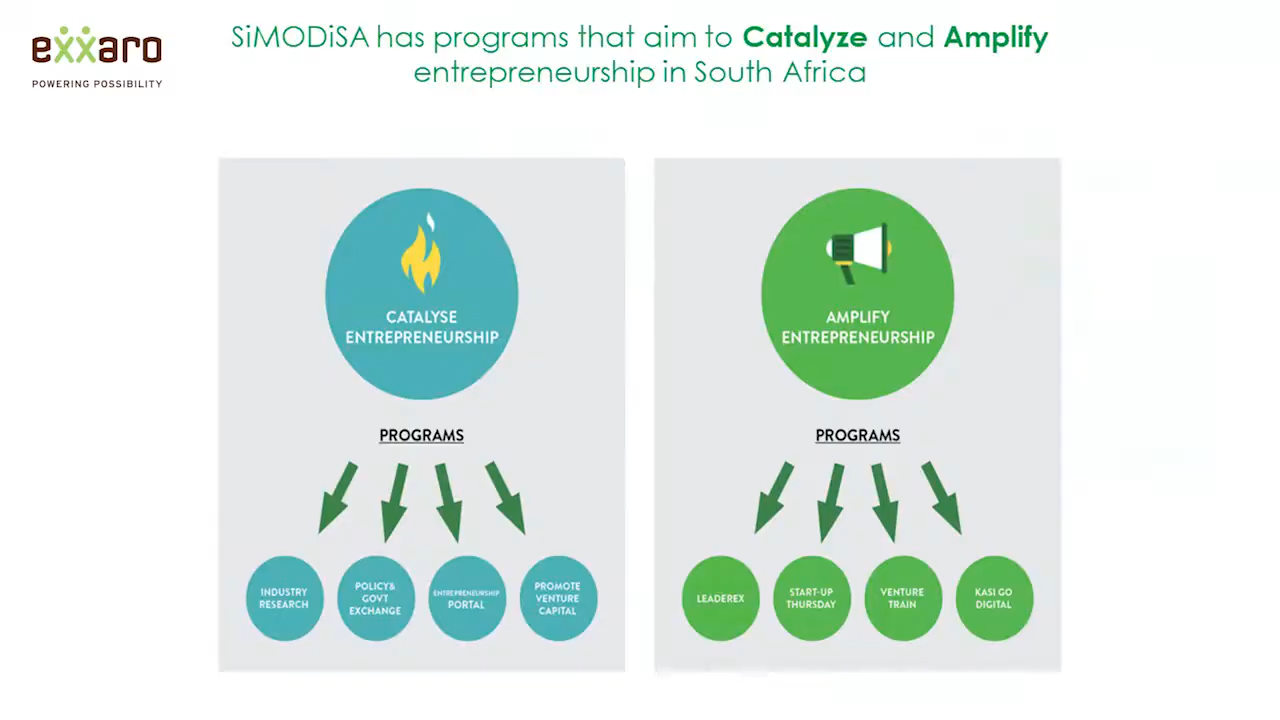 exxaro
POWERING POSSIBILITY
SiMODiSA has programs that aim to Catalyze and Amplify
entrepreneurship in South Africa
CATALYSE
ENTREPRENEURSHIP
PROGRAMS
INDUSTRY
RESEARCH
POLICY&
GOVT
EXCHANGE
ENTREPRENEURSHIP
PORTAL
PROMOTE
VENTURE
CAPITAL
AMPLIFY
ENTREPRENEURSHIP
PROGRAMS
LEADEREX
START-UP
THURSDAY
VENTURE
TRAIN
KASI GO
DIGITAL